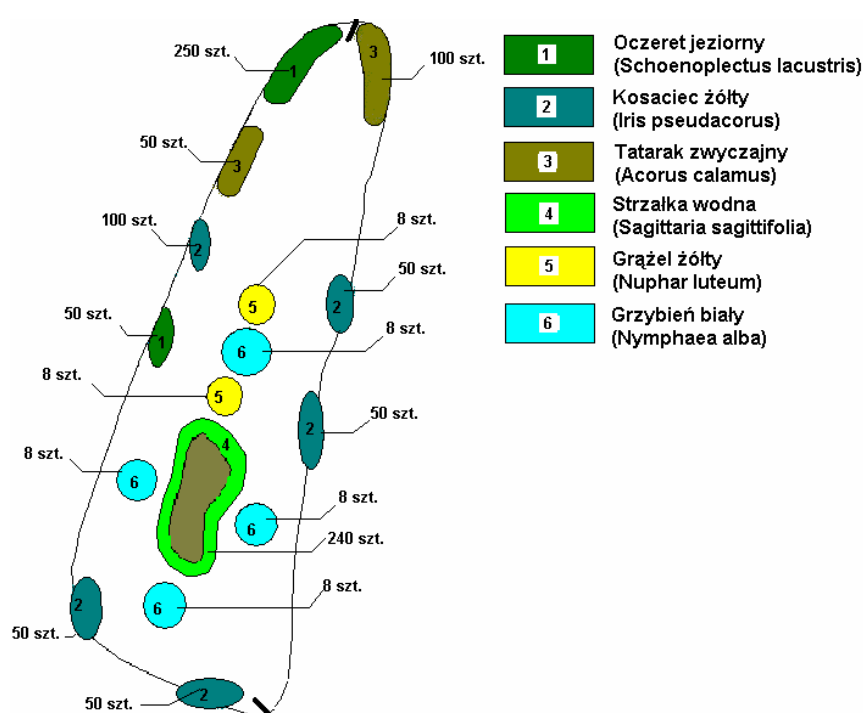 250 szt.
1
3
100 szt.
50 szt.
3
100 szt.
2
8 szt.
5
50 szt.
2
50 szt.
1
6
8 szt.
8 szt.
5
2
50 szt.
4
8 szt.
6
8 szt.
6
240 szt.
2
50 szt.
6
8 szt.
50 szt.
2
1
Oczeret jeziorny
(Schoenoplectus lacustris)
2
Kosaciec żółty
(Iris pseudacorus)
3
Tatarak zwyczajny
(Acorus calamus)
4
Strzałka wodna
(Sagittaria sagittifolia)
5
Grążel żółty
(Nuphar luteum)
6
Grzybień biały
(Nymphaea alba)